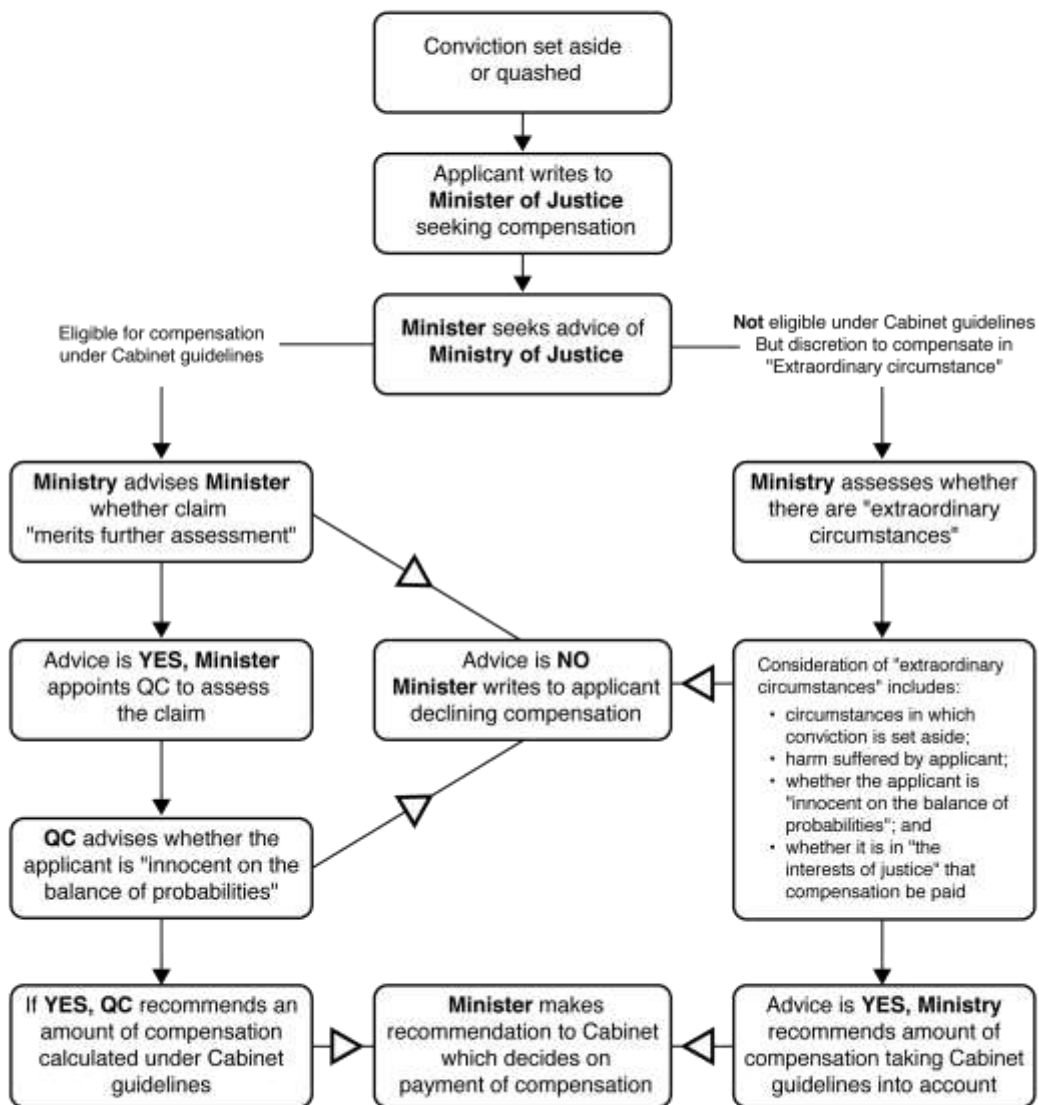 Conviction set aside
or quashed
Applicant writes to
Minister of Justice
seeking compensation
Minister seeks advice of
Ministry of Justice
Eligible for compensation
under Cabinet guidelines
Not eligible under Cabinet guidelines
But discretion to compensate in
"Extraordinary circumstance"
Ministry advises Minister
whether claim
"merits further assessment"
Ministry assesses whether
there are "extraordinary
circumstances"
Advice is YES, Minister
appoints QC to assess
the claim
Advice is NO
Minister writes to applicant
declining compensation
Consideration of "extraordinary
circumstances" includes:
• circumstances in which
conviction is set aside;
• harm suffered by applicant;
• whether the applicant is
"innocent on the balance of
probabilities"; and
• whether it is in "the
interests of justice" that
compensation be paid
QC advises whether the
applicant is "innocent on the
balance of probabilities"
If YES, QC recommends an
amount of compensation
calculated under Cabinet
guidelines
Minister makes
recommendation to Cabinet
which decides on
payment of compensation
Advice is YES, Ministry
recommends amount of
compensation taking Cabinet
guidelines into account